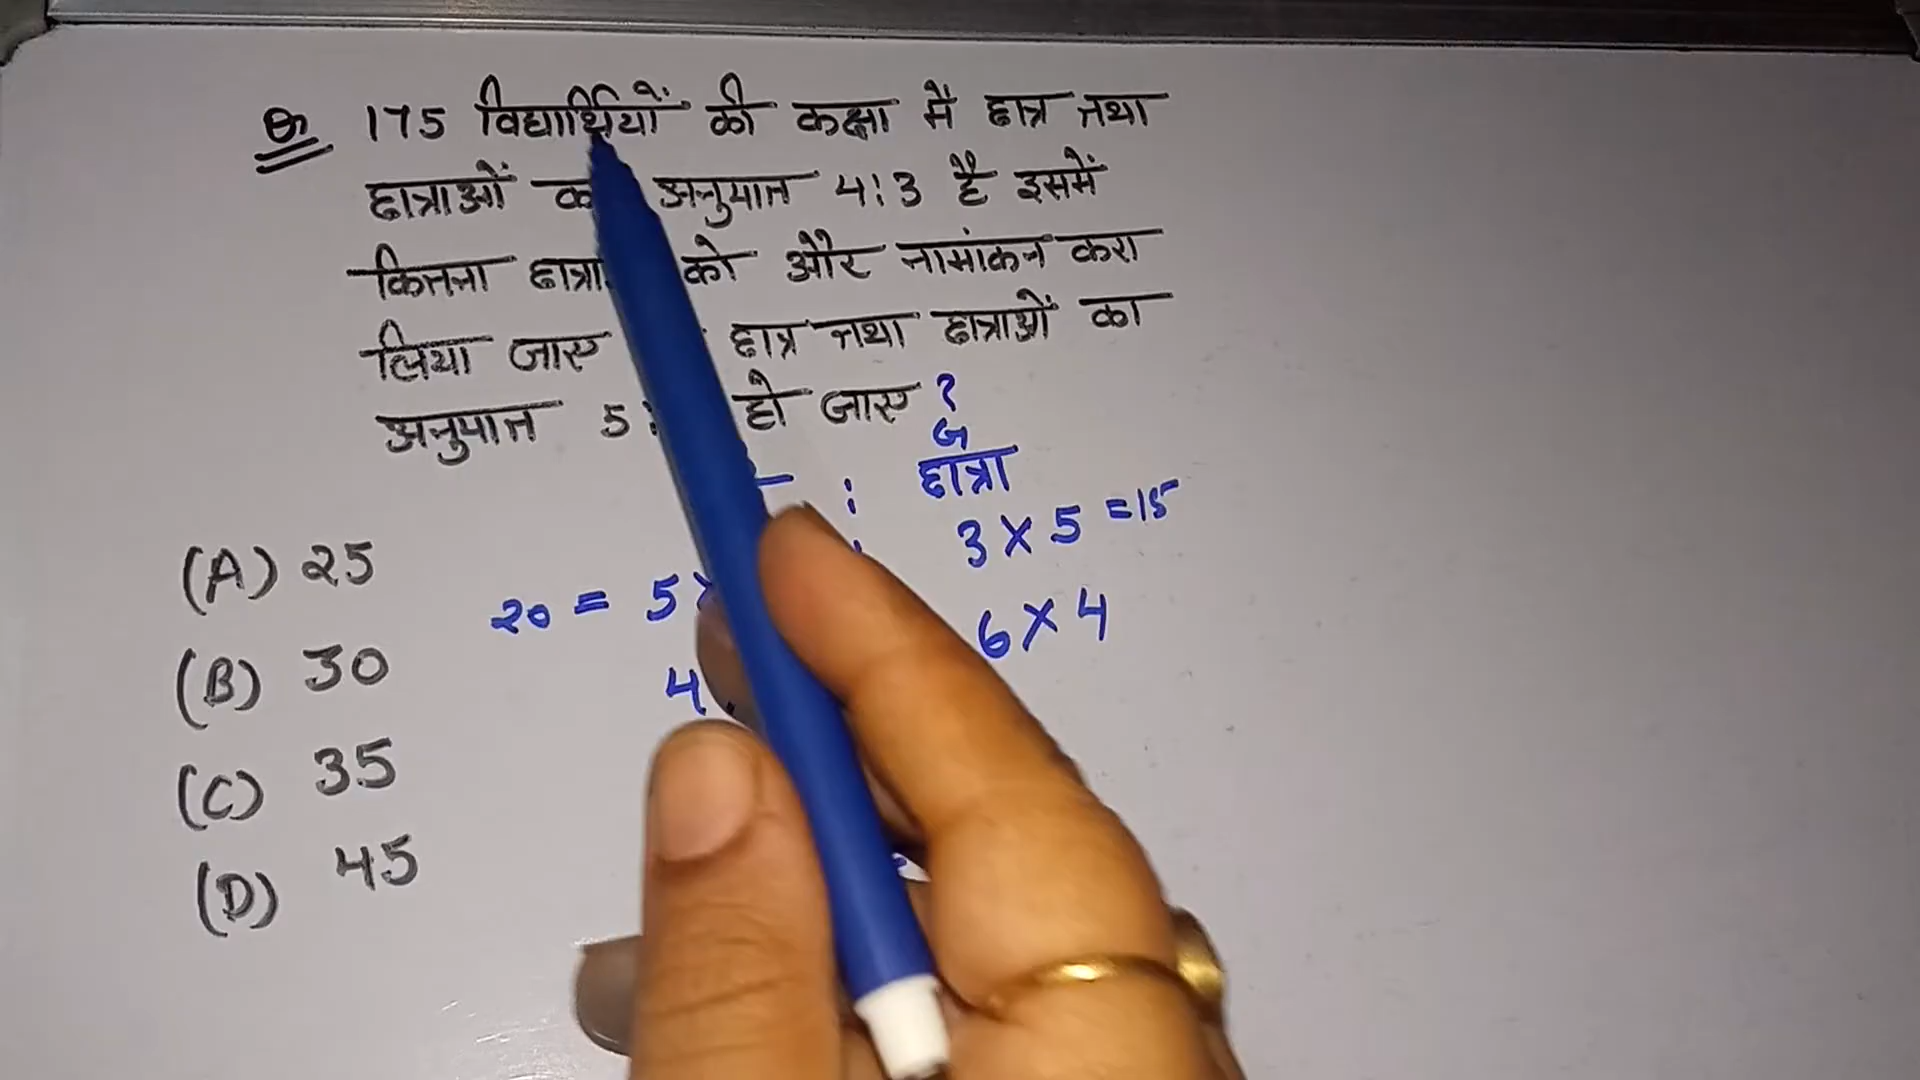 Q 175 विद्यार्थियों की कक्षा में छात्र तथा
छात्राओं अनुपात 4:3 है इसमें
कितना को और नामांकन करा
लिया जाए छात्र तथा छात्राओं का
अनुपात 5: हो जाए ?
: छात्रा
3 × 5 = 15
20 = 5 ×
6 × 4
4
(A) 25
(B) 30
(C) 35
(D) 45